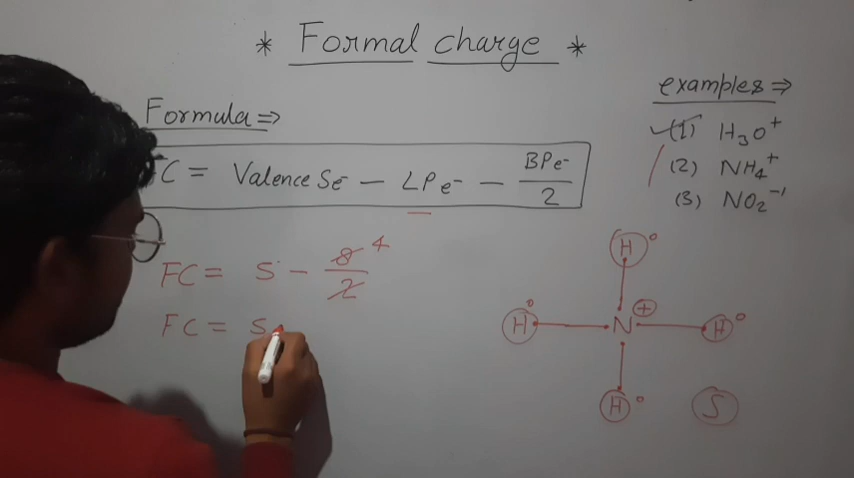 * Formal charge *
Formula ⇒
C = Valence Se⁻ − LPe⁻ − BPe⁻/2
FC = 5 − 8/2 4
FC = 5
examples ⇒
✓(1) H₃O⁺
(2) NH₄⁺
(3) NO₂⁻¹
H°
H° N ⊕ H°
H° 5